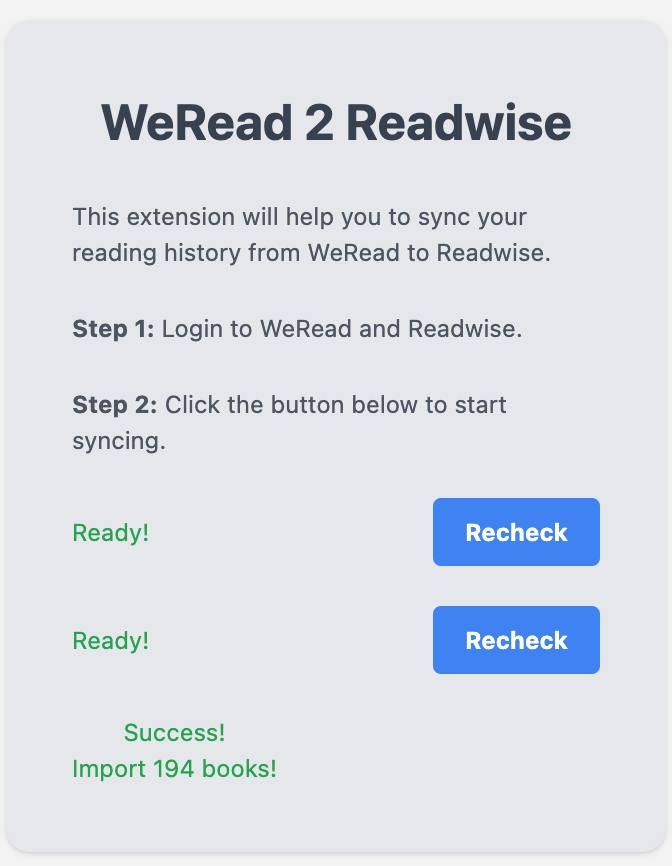 WeRead 2 Readwise
This extension will help you to sync your
reading history from WeRead to Readwise.
Step 1: Login to WeRead and Readwise.
Step 2: Click the button below to start
syncing.
Ready! Recheck
Ready! Recheck
Success!
Import 194 books!